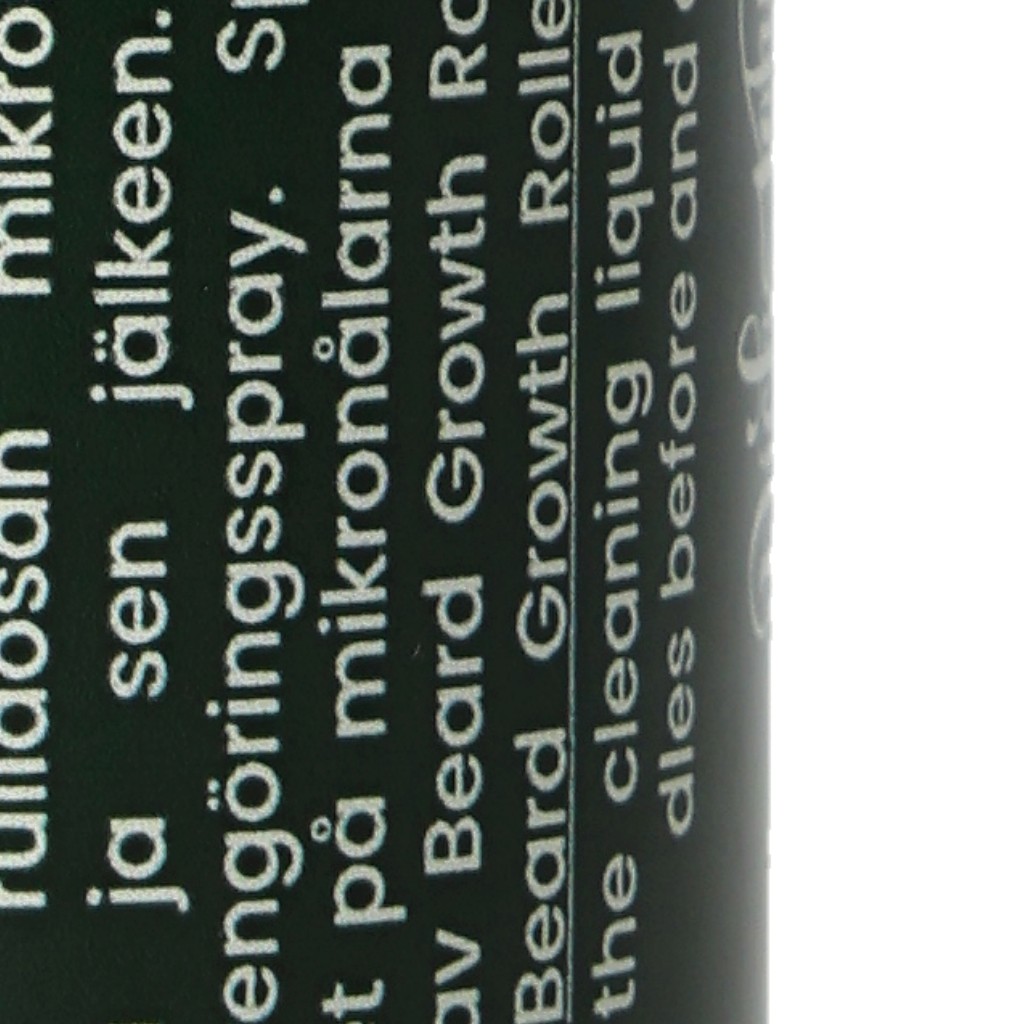 mikro
ja sen jälkeen.
engöringsspray.
på mikronålarna
av Beard Growth
Beard Growth Rolle
the cleaning liquid
dles before and